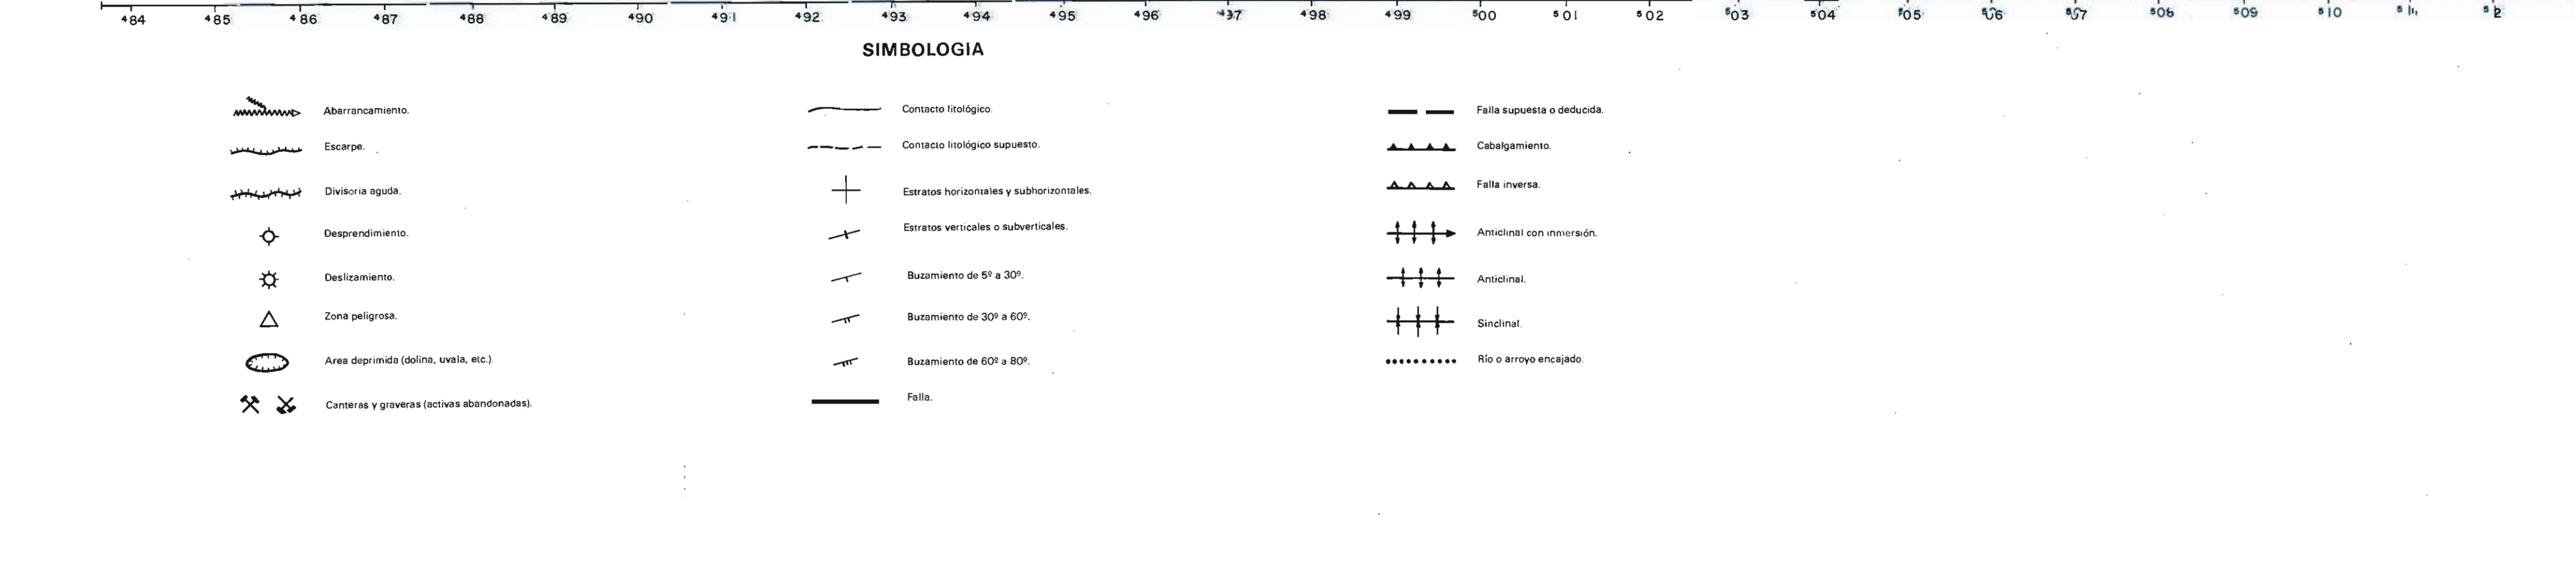 484 485 486 487 488 489 490 491 492 493 494 495 496 497 498 499 500 501 502 503 504 505 506 507 508 509 510
SIMBOLOGIA
Abarrancamiento.
Escarpe.
Divisoria aguda.
Desprendimiento.
Deslizamiento.
Zona peligrosa.
Area deprimida (dolina, uvala, etc.).
Canteras y graveras (activas abandonadas).
Contacto litológico.
Contacto litológico supuesto.
Estratos horizontales y subhorizontales.
Estratos verticales o subverticales.
Buzamiento de 5º a 30º.
Buzamiento de 30º a 60º.
Buzamiento de 60º a 80º.
Falla.
Falla supuesta o deducida.
Cabalgamiento.
Falla inversa.
Anticlinal con inmersión.
Anticlinal.
Sinclinal.
Río o arroyo encajado.